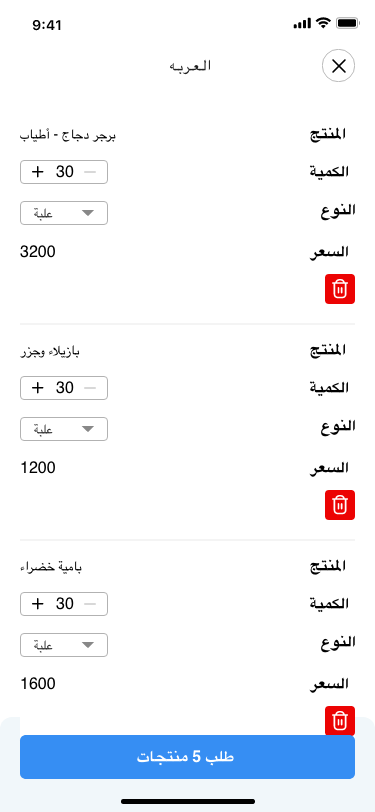 9:41
العربه
المنتج برجر دجاج - أطياب
الكمية + 30 −
النوع علبة
السعر 3200
المنتج بازيلاء وجزر
الكمية + 30 −
النوع علبة
السعر 1200
المنتج بامية خضراء
الكمية + 30 −
النوع علبة
السعر 1600
طلب 5 منتجات